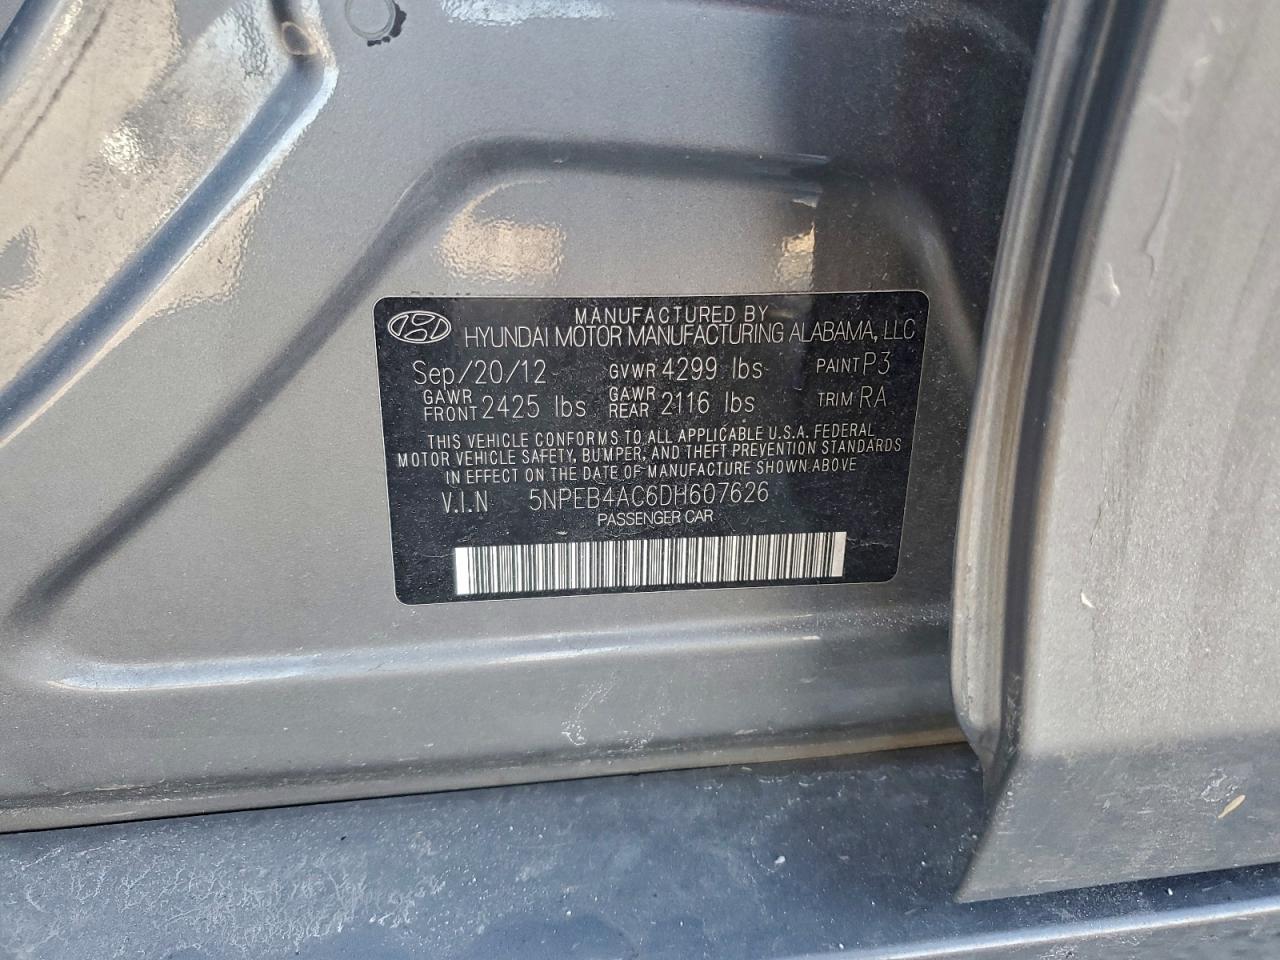 MANUFACTURED BY
HYUNDAI MOTOR MANUFACTURING ALABAMA, LLC
Sep/20/12 GVWR 4299 lbs PAINT P3
GAWR FRONT 2425 lbs GAWR REAR 2116 lbs TRIM RA
THIS VEHICLE CONFORMS TO ALL APPLICABLE U.S.A. FEDERAL
MOTOR VEHICLE SAFETY, BUMPER, AND THEFT PREVENTION STANDARDS
IN EFFECT ON THE DATE OF MANUFACTURE SHOWN ABOVE
V.I.N 5NPEB4AC6DH607626
PASSENGER CAR